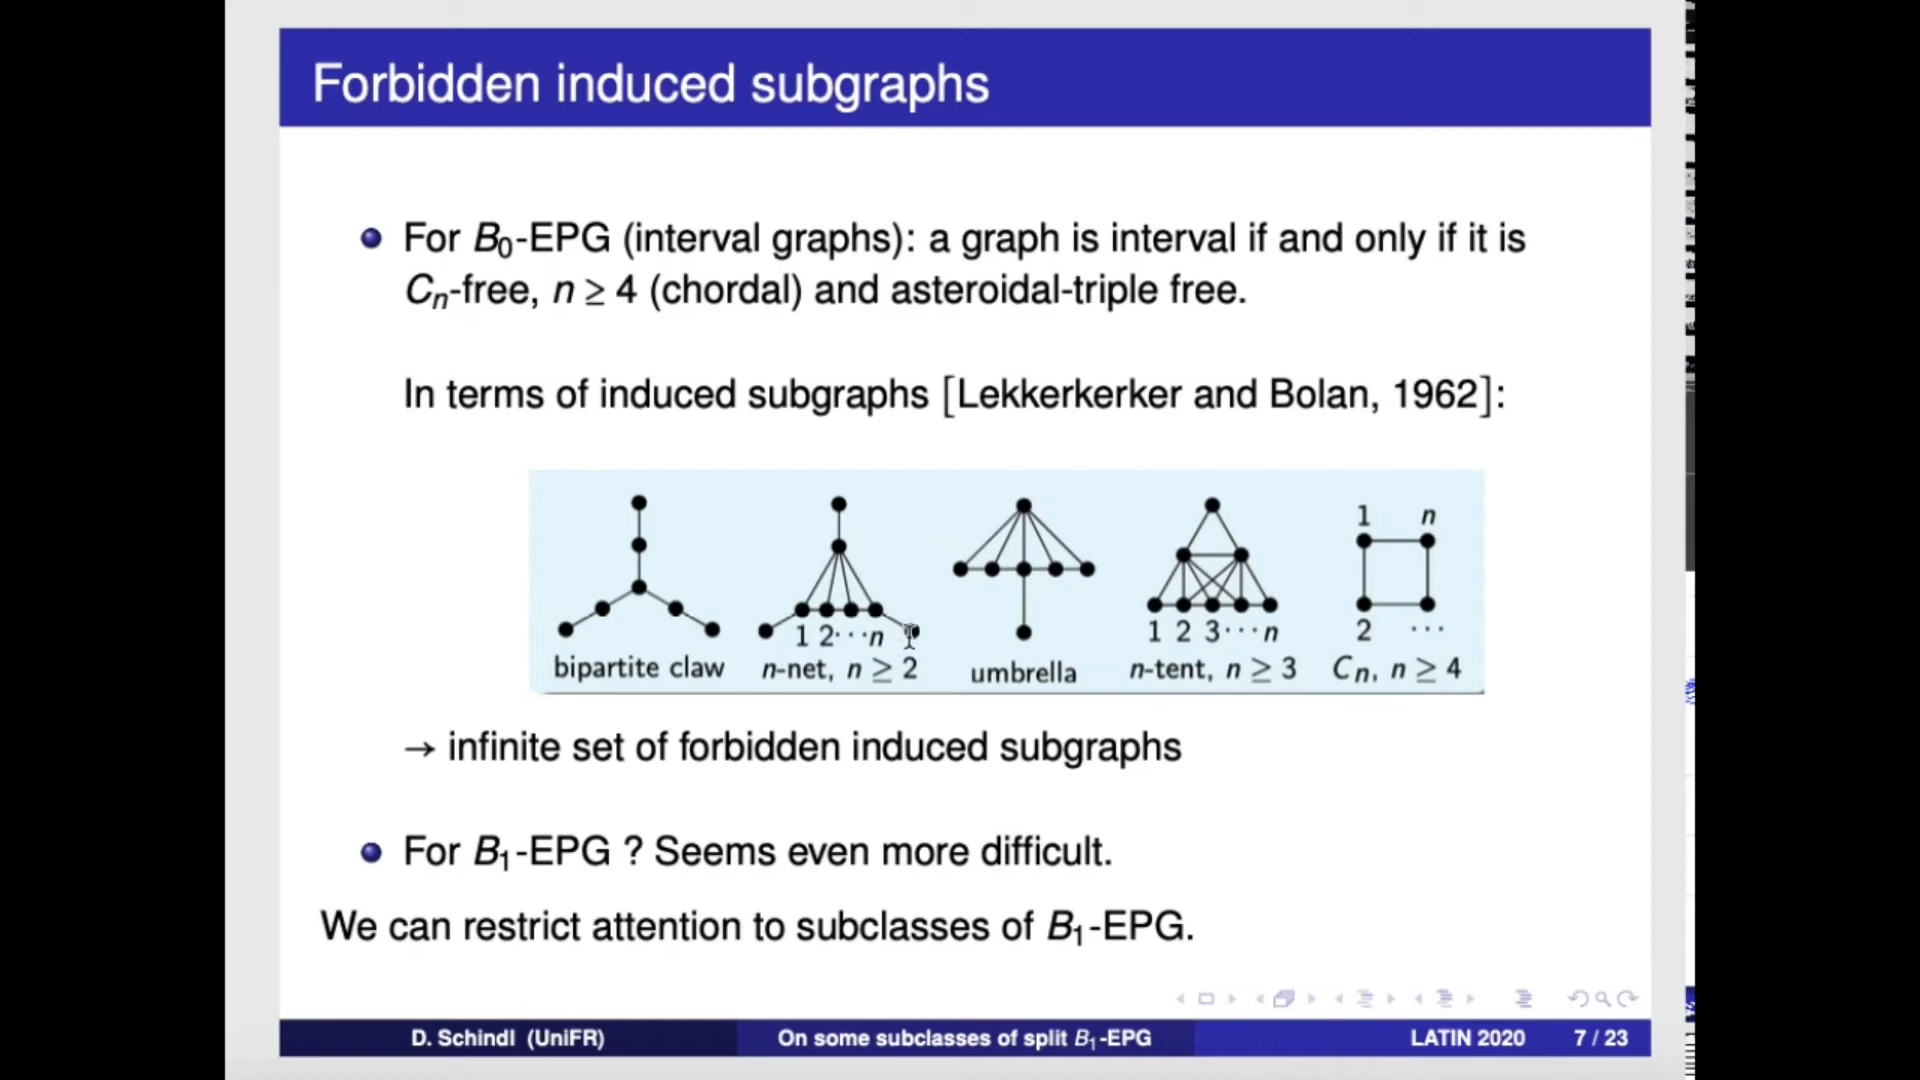 Forbidden induced subgraphs
For B0-EPG (interval graphs): a graph is interval if and only if it is
Cn-free, n ≥ 4 (chordal) and asteroidal-triple free.
In terms of induced subgraphs [Lekkerkerker and Bolan, 1962]:
1 n
1 2···n
1 2 3···n
2 ···
bipartite claw
n-net, n ≥ 2
umbrella
n-tent, n ≥ 3
Cn, n ≥ 4
→ infinite set of forbidden induced subgraphs
For B1-EPG ? Seems even more difficult.
We can restrict attention to subclasses of B1-EPG.
D. Schindl (UniFR)
On some subclasses of split B1-EPG
LATIN 2020
7 / 23